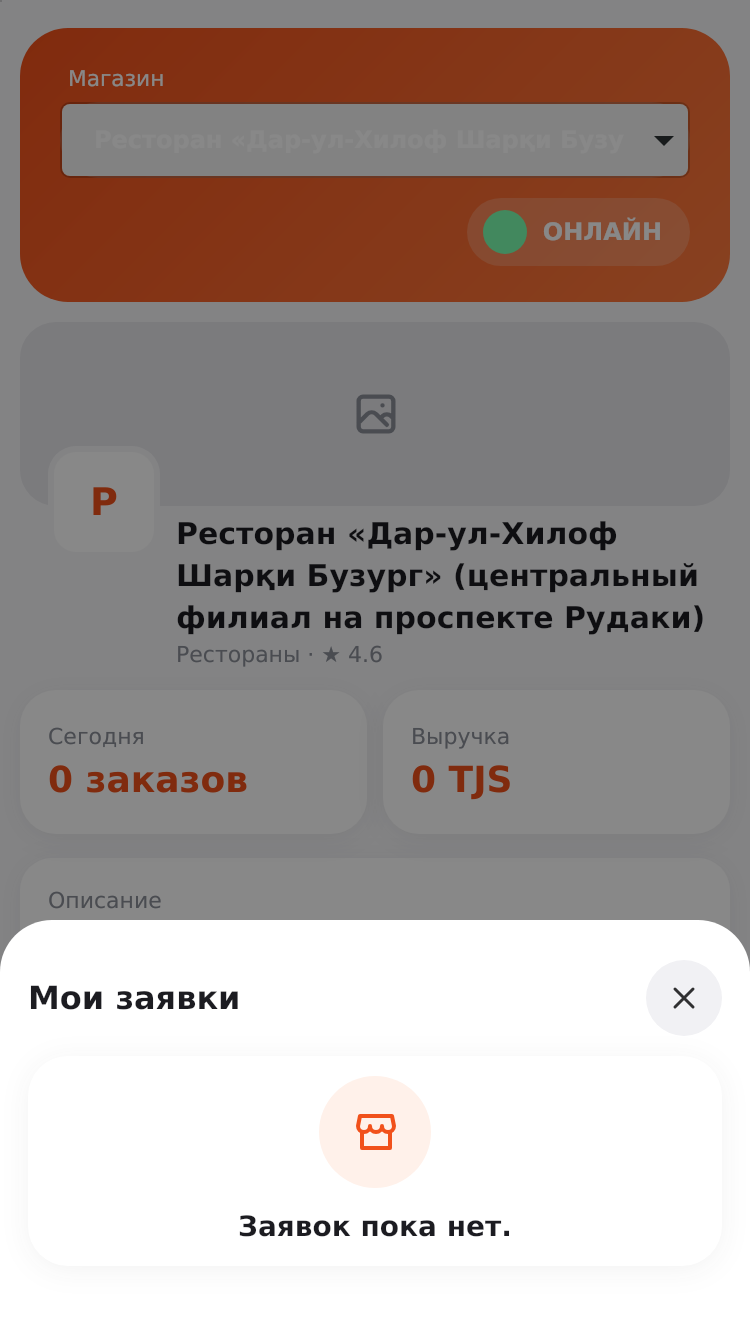 Магазин
Ресторан «Дар-ул-Хилоф Шарқи Бузу
ОНЛАЙН
Р
Ресторан «Дар-ул-Хилоф
Шарқи Бузург» (центральный
филиал на проспекте Рудаки)
Рестораны · ★ 4.6
Сегодня
Выручка
0 заказов
0 TJS
Описание
Мои заявки
Заявок пока нет.